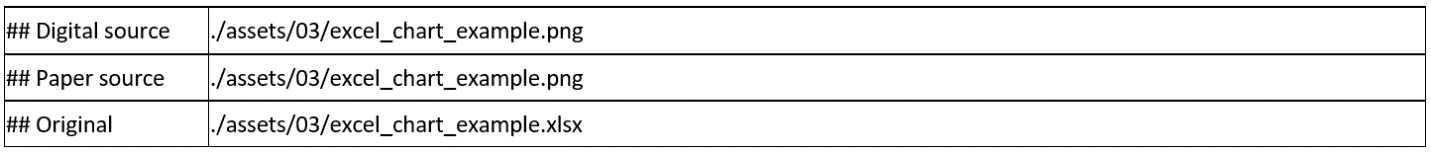 ## Digital source ./assets/03/excel_chart_example.png
## Paper source ./assets/03/excel_chart_example.png
## Original ./assets/03/excel_chart_example.xlsx